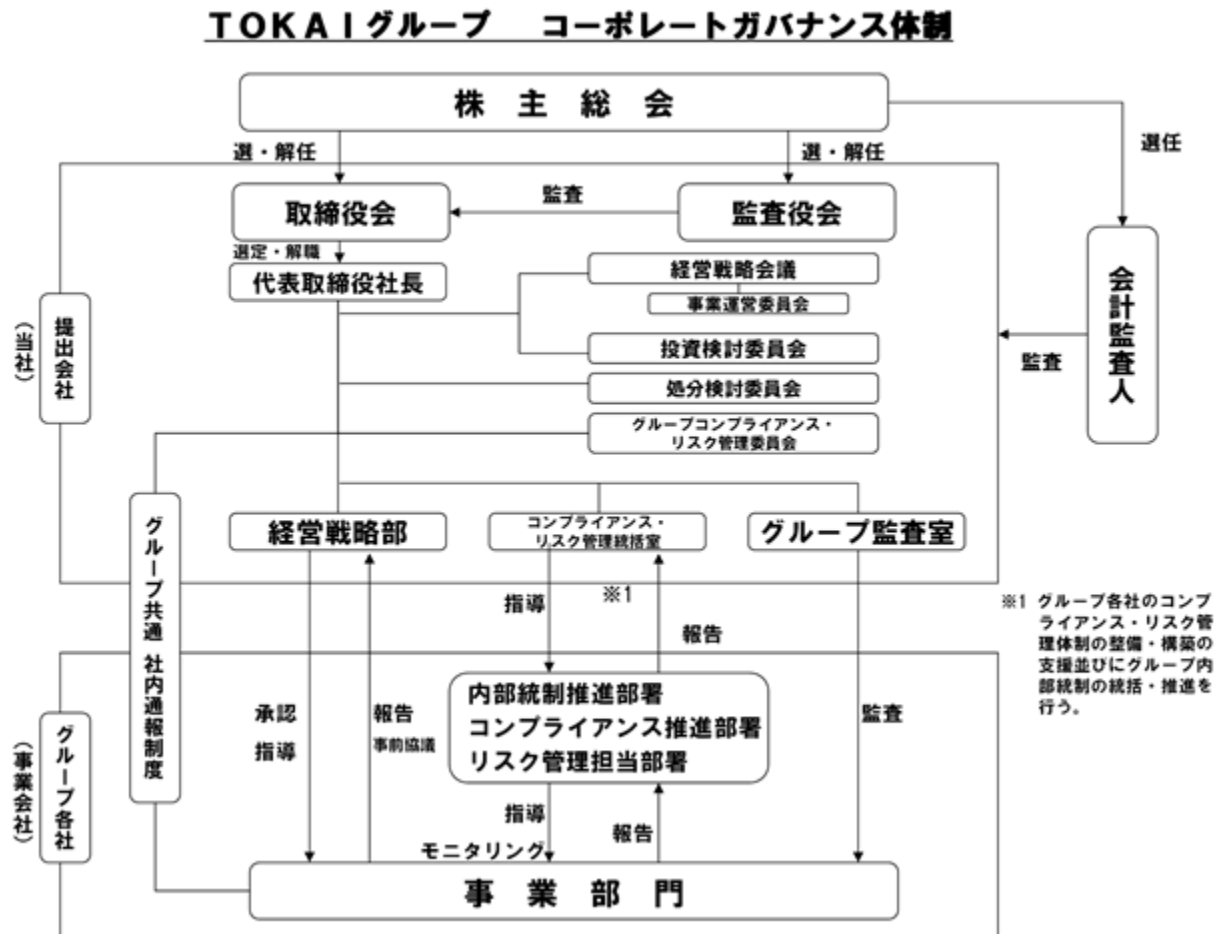 TOKAIグループ　コーポレートガバナンス体制
株主総会
選・解任
選・解任
選任
取締役会
監査
監査役会
選定・解職
代表取締役社長
経営戦略会議
事業運営委員会
投資検討委員会
処分検討委員会
グループコンプライアンス・
リスク管理委員会
会計監査人
監査
提出会社
（当社）
グループ共通 社内通報制度
経営戦略部
コンプライアンス・
リスク管理統括室
グループ監査室
指導
※1
報告
※1 グループ各社のコンプ
ライアンス・リスク管
理体制の整備・構築の
支援並びにグループ内
部統制の統括・推進を
行う。
承認
指導
報告
事前協議
内部統制推進部署
コンプライアンス推進部署
リスク管理担当部署
監査
グループ各社
（事業会社）
指導
モニタリング
報告
事業部門